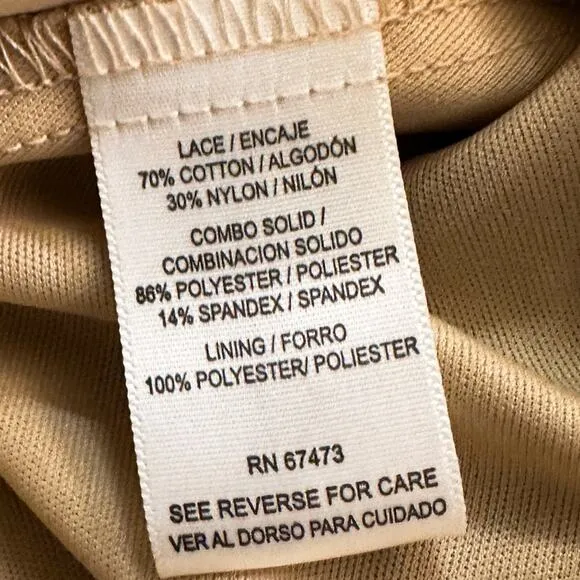 LACE / ENCAJE
70% COTTON / ALGODÓN
30% NYLON / NILÓN
COMBO SOLID /
COMBINACION SOLIDO
86% POLYESTER / POLIESTER
14% SPANDEX / SPANDEX
LINING / FORRO
100% POLYESTER/ POLIESTER
RN 67473
SEE REVERSE FOR CARE
VER AL DORSO PARA CUIDADO